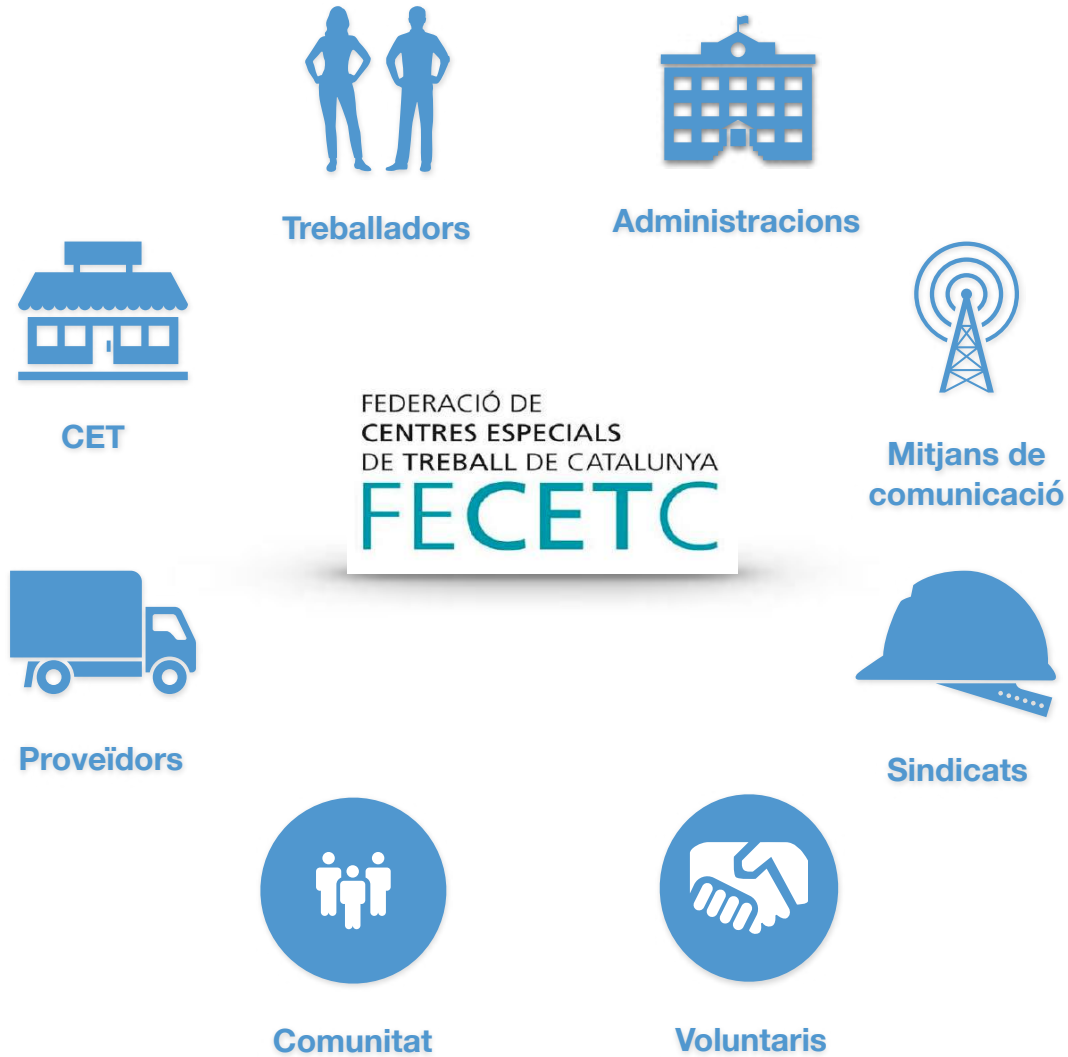 Treballadors
Administracions
CET
FEDERACIÓ DE
CENTRES ESPECIALS
DE TREBALL DE CATALUNYA
FECETC
Mitjans de
comunicació
Proveïdors
Sindicats
Comunitat
Voluntaris